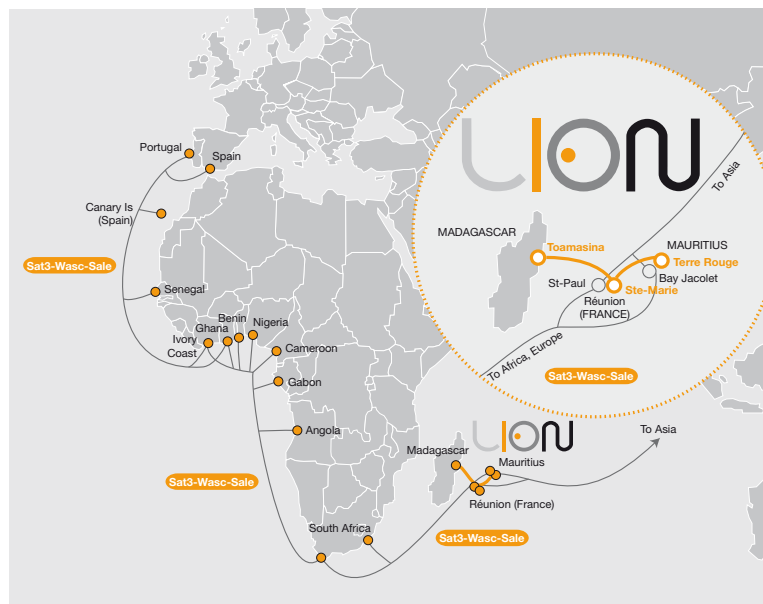 Portugal
Spain
Canary Is
(Spain)
Sat3-Wasc-Sale
Senegal
Benin
Nigeria
Ghana
Ivory
Coast
Cameroon
Gabon
Angola
Sat3-Wasc-Sale
South Africa
LION
To Asia
MADAGASCAR
Toamasina
MAURITIUS
Terre Rouge
Bay Jacolet
St-Paul
Ste-Marie
Réunion
(FRANCE)
To Africa, Europe
Sat3-Wasc-Sale
LION
To Asia
Madagascar
Mauritius
Réunion (France)
Sat3-Wasc-Sale